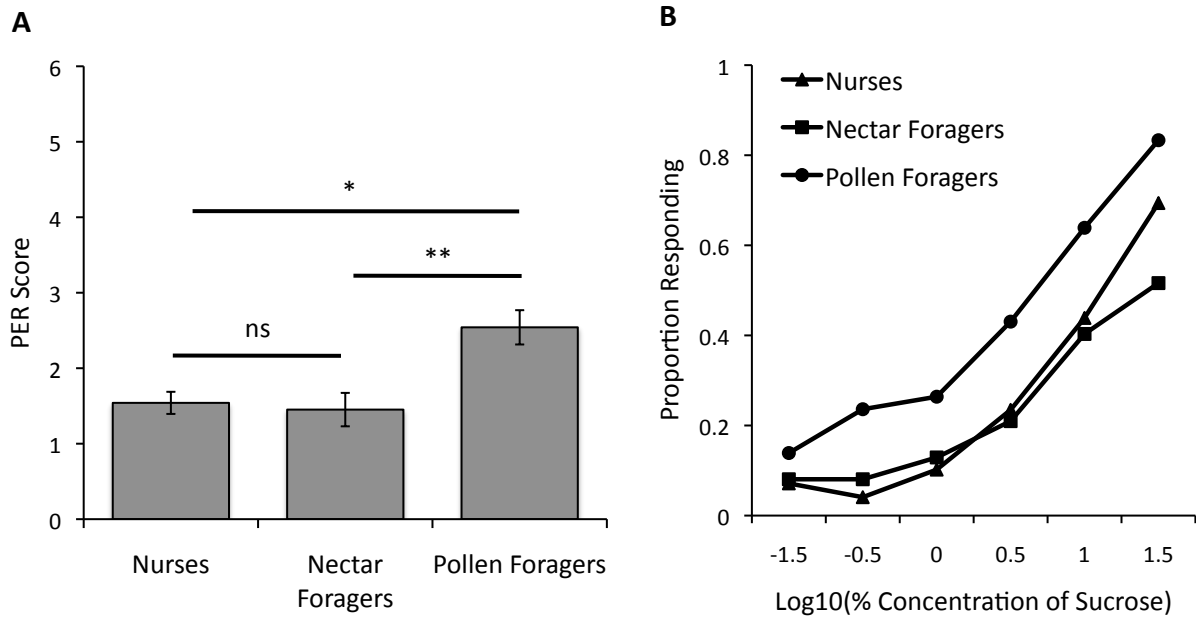 A
6
5
4
3
2
1
0
PER Score
*
**
ns
Nurses
Nectar
Foragers
Pollen Foragers
B
1
0.8
0.6
0.4
0.2
0
Proportion Responding
Nurses
Nectar Foragers
Pollen Foragers
-1.5 -0.5 0 0.5 1 1.5
Log10(% Concentration of Sucrose)